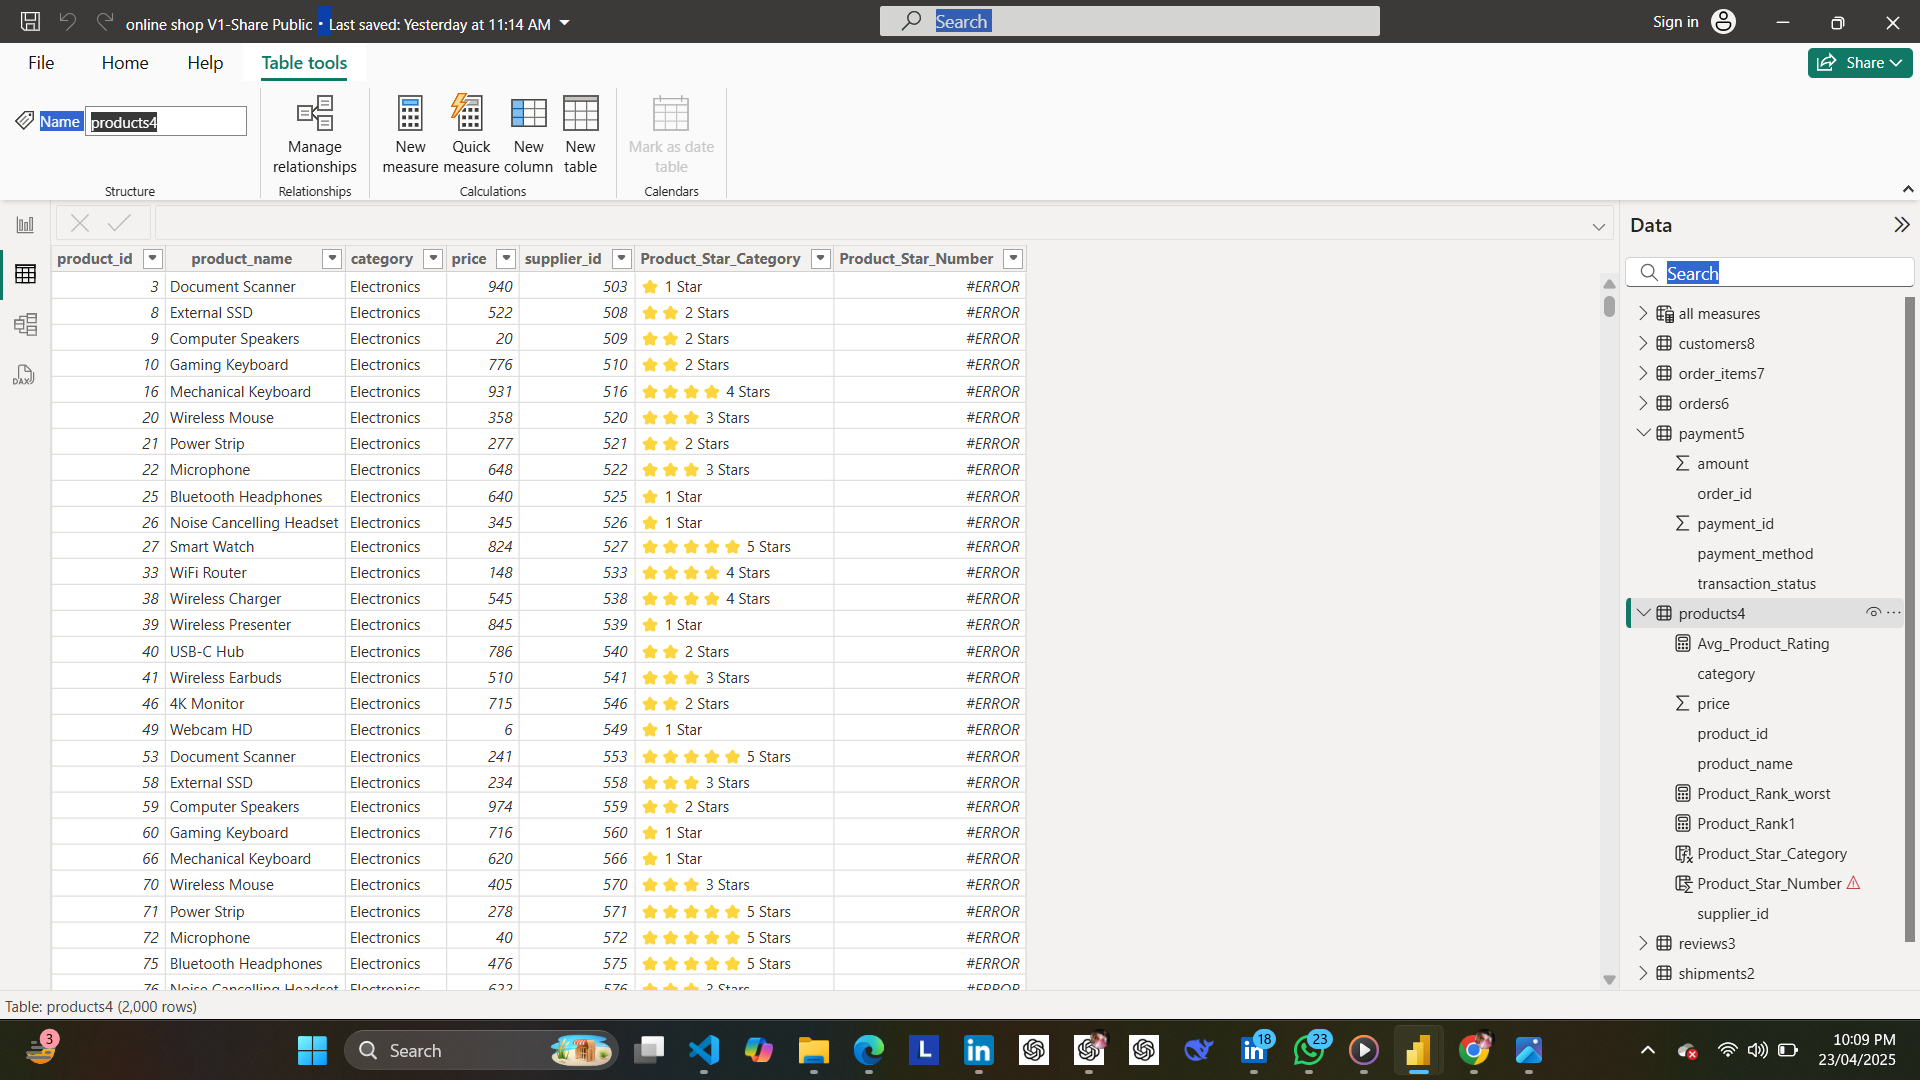 online shop V1-Share Public • Last saved: Yesterday at 11:14 AM
Search
Sign in
File Home Help Table tools
Share
Name products4
Manage relationships
New measure
Quick measure
New column
New table
Mark as date table
Structure
Relationships
Calculations
Calendars
product_id product_name category price supplier_id Product_Star_Category Product_Star_Number
3 Document Scanner Electronics 940 503 1 Star #ERROR
8 External SSD Electronics 522 508 2 Stars #ERROR
9 Computer Speakers Electronics 20 509 2 Stars #ERROR
10 Gaming Keyboard Electronics 776 510 2 Stars #ERROR
16 Mechanical Keyboard Electronics 931 516 4 Stars #ERROR
20 Wireless Mouse Electronics 358 520 3 Stars #ERROR
21 Power Strip Electronics 277 521 2 Stars #ERROR
22 Microphone Electronics 648 522 3 Stars #ERROR
25 Bluetooth Headphones Electronics 640 525 1 Star #ERROR
26 Noise Cancelling Headset Electronics 345 526 1 Star #ERROR
27 Smart Watch Electronics 824 527 5 Stars #ERROR
33 WiFi Router Electronics 148 533 4 Stars #ERROR
38 Wireless Charger Electronics 545 538 4 Stars #ERROR
39 Wireless Presenter Electronics 845 539 1 Star #ERROR
40 USB-C Hub Electronics 786 540 2 Stars #ERROR
41 Wireless Earbuds Electronics 510 541 3 Stars #ERROR
46 4K Monitor Electronics 715 546 2 Stars #ERROR
49 Webcam HD Electronics 6 549 1 Star #ERROR
53 Document Scanner Electronics 241 553 5 Stars #ERROR
58 External SSD Electronics 234 558 3 Stars #ERROR
59 Computer Speakers Electronics 974 559 2 Stars #ERROR
60 Gaming Keyboard Electronics 716 560 1 Star #ERROR
66 Mechanical Keyboard Electronics 620 566 1 Star #ERROR
70 Wireless Mouse Electronics 405 570 3 Stars #ERROR
71 Power Strip Electronics 278 571 5 Stars #ERROR
72 Microphone Electronics 40 572 5 Stars #ERROR
75 Bluetooth Headphones Electronics 476 575 5 Stars #ERROR
76 Noise Cancelling Headset Electronics 622 576 3 Stars #ERROR
Data
Search
all measures
customers8
order_items7
orders6
payment5
amount
order_id
payment_id
payment_method
transaction_status
products4
Avg_Product_Rating
category
price
product_id
product_name
Product_Rank_worst
Product_Rank1
Product_Star_Category
Product_Star_Number
supplier_id
reviews3
shipments2
DAX
Table: products4 (2,000 rows)
3
Search
L
in
in 18
23
10:09 PM
23/04/2025